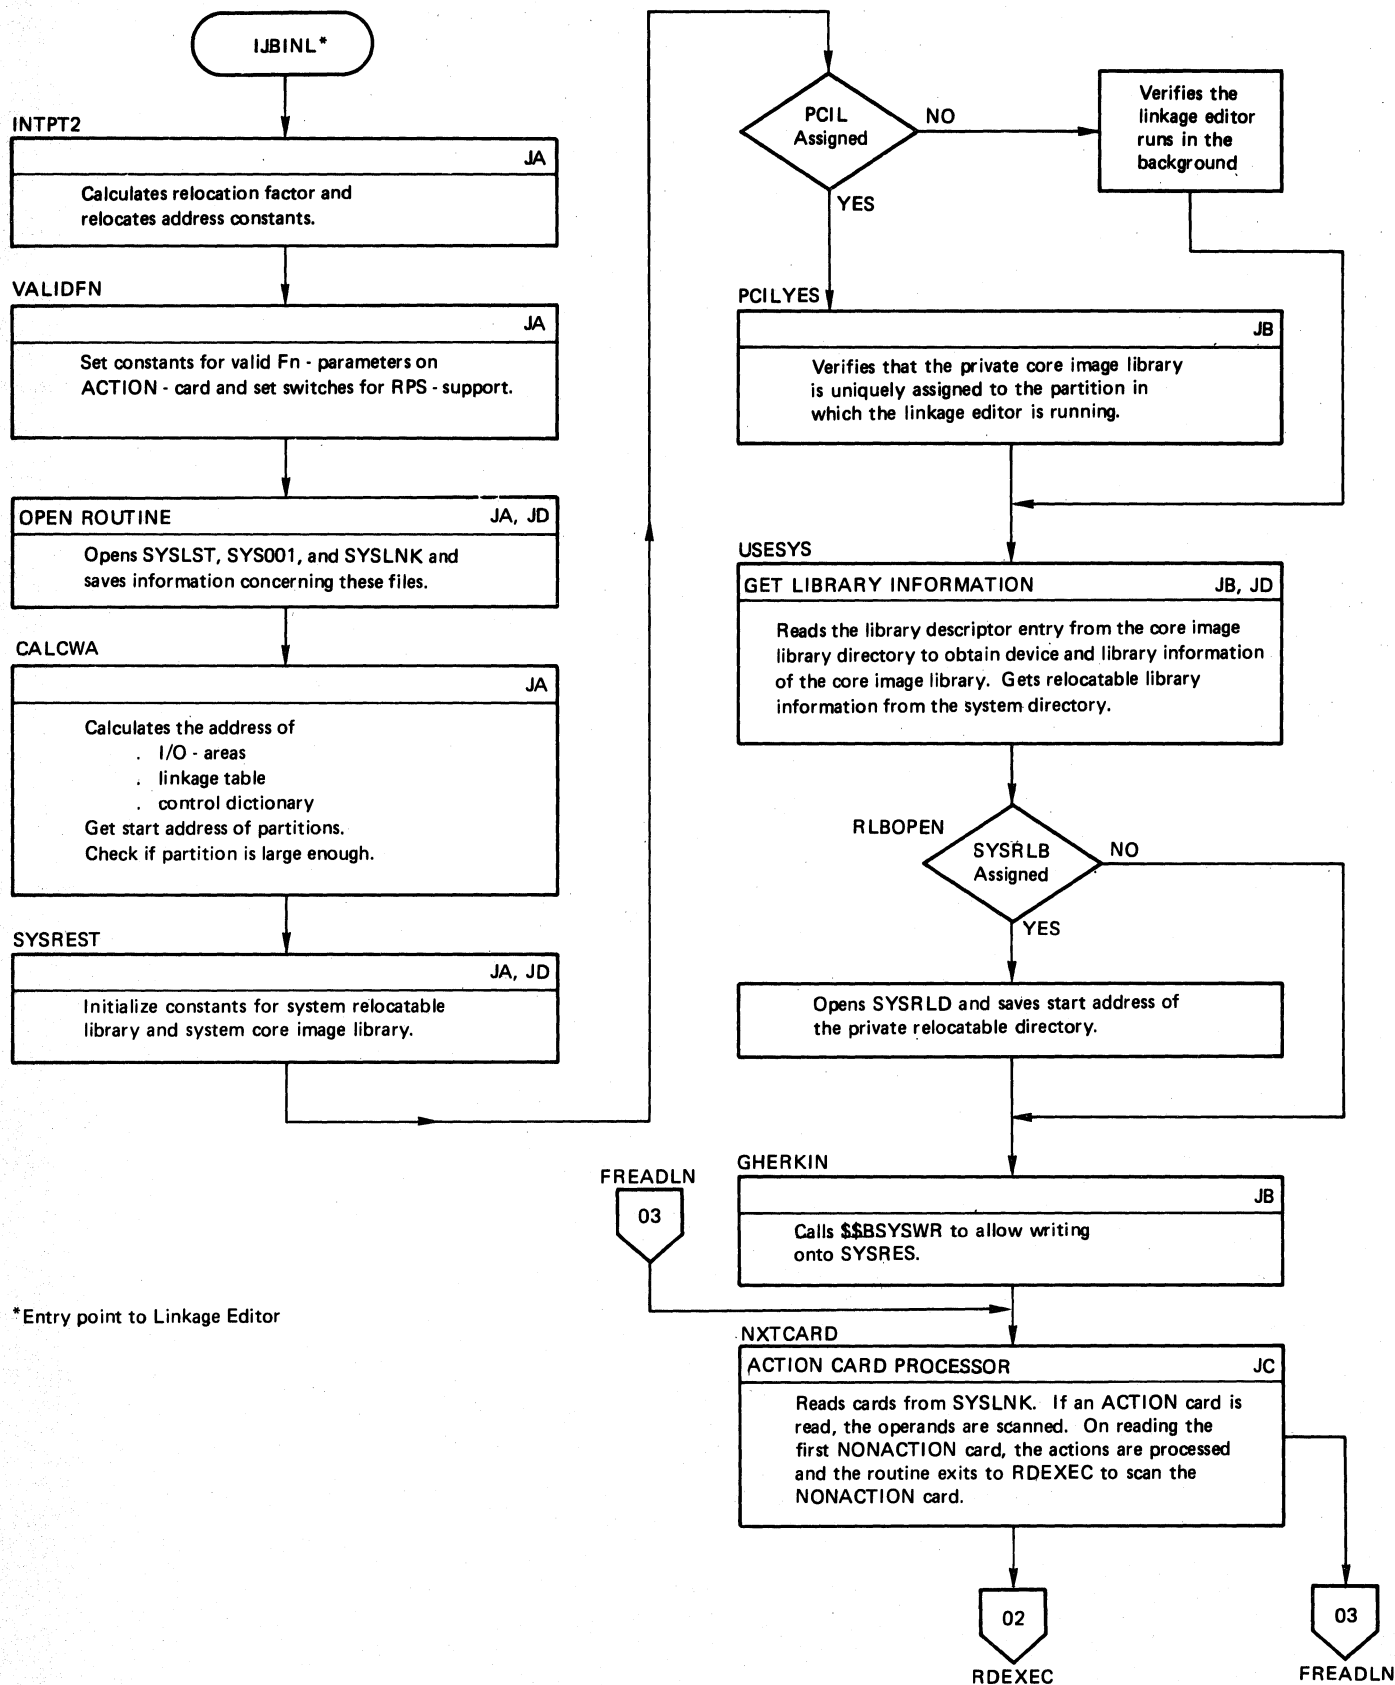 IJBINL*
INTPT2
JA
Calculates relocation factor and
relocates address constants.
VALIDFN
JA
Set constants for valid Fn - parameters on
ACTION - card and set switches for RPS - support.
OPEN ROUTINE JA, JD
Opens SYSLST, SYS001, and SYSLNK and
saves information concerning these files.
CALCWA
JA
Calculates the address of
. I/O - areas
. linkage table
. control dictionary
Get start address of partitions.
Check if partition is large enough.
SYSREST
JA, JD
Initialize constants for system relocatable
library and system core image library.
*Entry point to Linkage Editor
PCIL
Assigned
NO
YES
Verifies the
linkage editor
runs in the
background
PCILYES
JB
Verifies that the private core image library
is uniquely assigned to the partition in
which the linkage editor is running.
USESYS
GET LIBRARY INFORMATION JB, JD
Reads the library descriptor entry from the core image
library directory to obtain device and library information
of the core image library. Gets relocatable library
information from the system directory.
RLBOPEN
SYSRLB
Assigned
NO
YES
Opens SYSRLD and saves start address of
the private relocatable directory.
GHERKIN
JB
Calls $$BSYSWR to allow writing
onto SYSRES.
FREADLN
03
NXTCARD
ACTION CARD PROCESSOR JC
Reads cards from SYSLNK. If an ACTION card is
read, the operands are scanned. On reading the
first NONACTION card, the actions are processed
and the routine exits to RDEXEC to scan the
NONACTION card.
02
RDEXEC
03
FREADLN